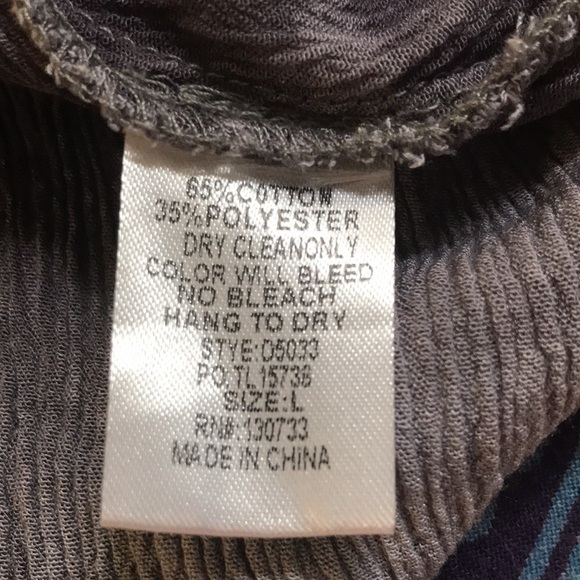 65%COTTON
35%POLYESTER
DRY CLEANONLY
COLOR WILL BLEED
NO BLEACH
HANG TO DRY
STYE:D5033
PO:TL15738
SIZE:L
RN#:130733
MADE IN CHINA